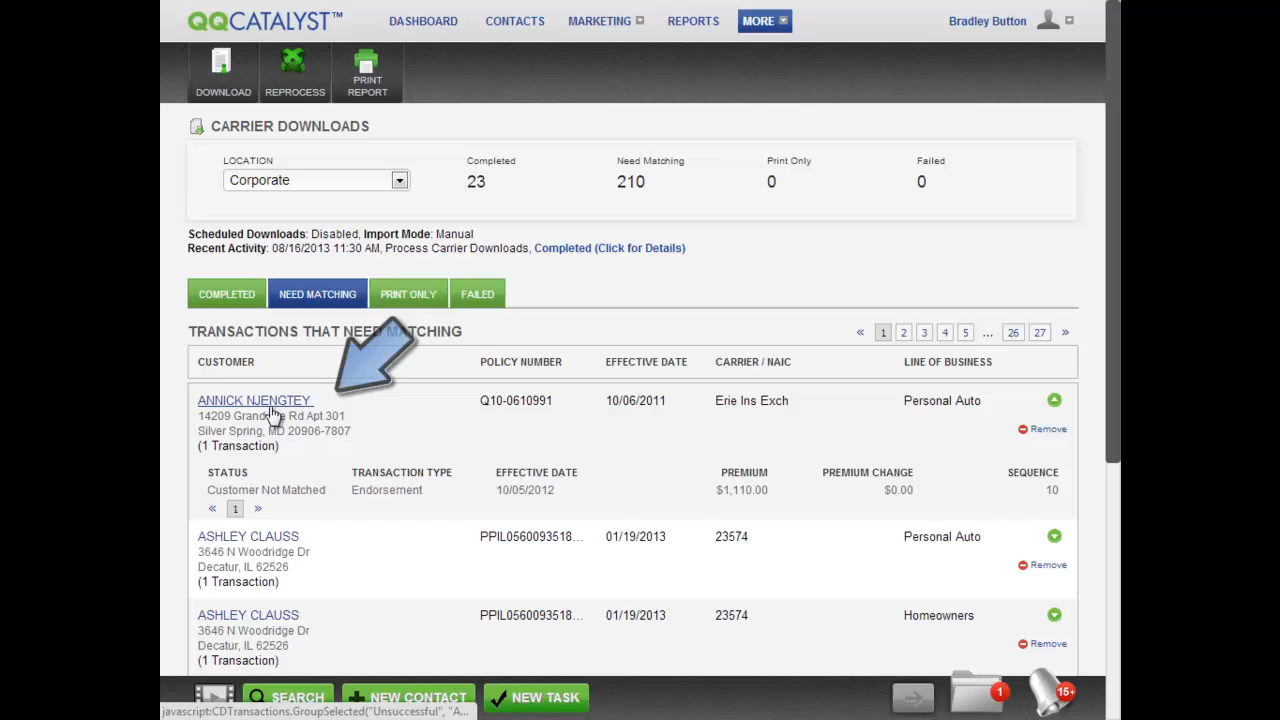 QQCATALYST™ DASHBOARD CONTACTS MARKETING REPORTS MORE Bradley Button
DOWNLOAD REPROCESS PRINT REPORT
CARRIER DOWNLOADS
LOCATION Completed Need Matching Print Only Failed
Corporate 23 210 0 0
Scheduled Downloads: Disabled, Import Mode: Manual
Recent Activity: 08/16/2013 11:30 AM, Process Carrier Downloads, Completed (Click for Details)
COMPLETED NEED MATCHING PRINT ONLY FAILED
TRANSACTIONS THAT NEED MATCHING « 1 2 3 4 5 ... 26 27 »
CUSTOMER POLICY NUMBER EFFECTIVE DATE CARRIER / NAIC LINE OF BUSINESS
ANNICK NJENGTEY Q10-0610991 10/06/2011 Erie Ins Exch Personal Auto
14209 Rd Apt 301
Remove
Silver Spring, MD 20906-7807
(1 Transaction)
STATUS TRANSACTION TYPE EFFECTIVE DATE PREMIUM PREMIUM CHANGE SEQUENCE
Customer Not Matched Endorsement 10/05/2012 $1,110.00 $0.00 10
« 1 »
ASHLEY CLAUSS PPIL0560093518... 01/19/2013 23574 Personal Auto
3646 N Woodridge Dr
Decatur, IL 62526 Remove
(1 Transaction)
ASHLEY CLAUSS PPIL0560093518... 01/19/2013 23574 Homeowners
3646 N Woodridge Dr
Decatur, IL 62526 Remove
(1 Transaction)
SEARCH NEW CONTACT NEW TASK 1 15+
javascript:CDTransactions.GroupSelected("Unsuccessful", "A...